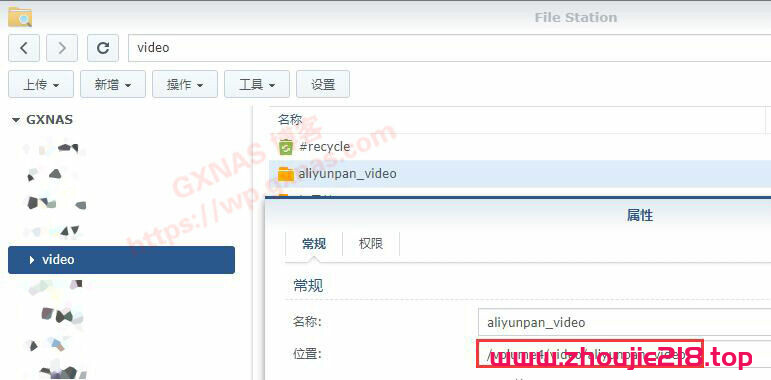 File Station
video
上传 新增 操作 工具 设置
GXNAS
名称
#recycle
aliyunpan_video
video
属性
常规 权限
常规
名称: aliyunpan_video
位置: /volume4/video/aliyunpan_video
www.zhoujie218.top
GXNAS 博客
https://wp.gxnas.com